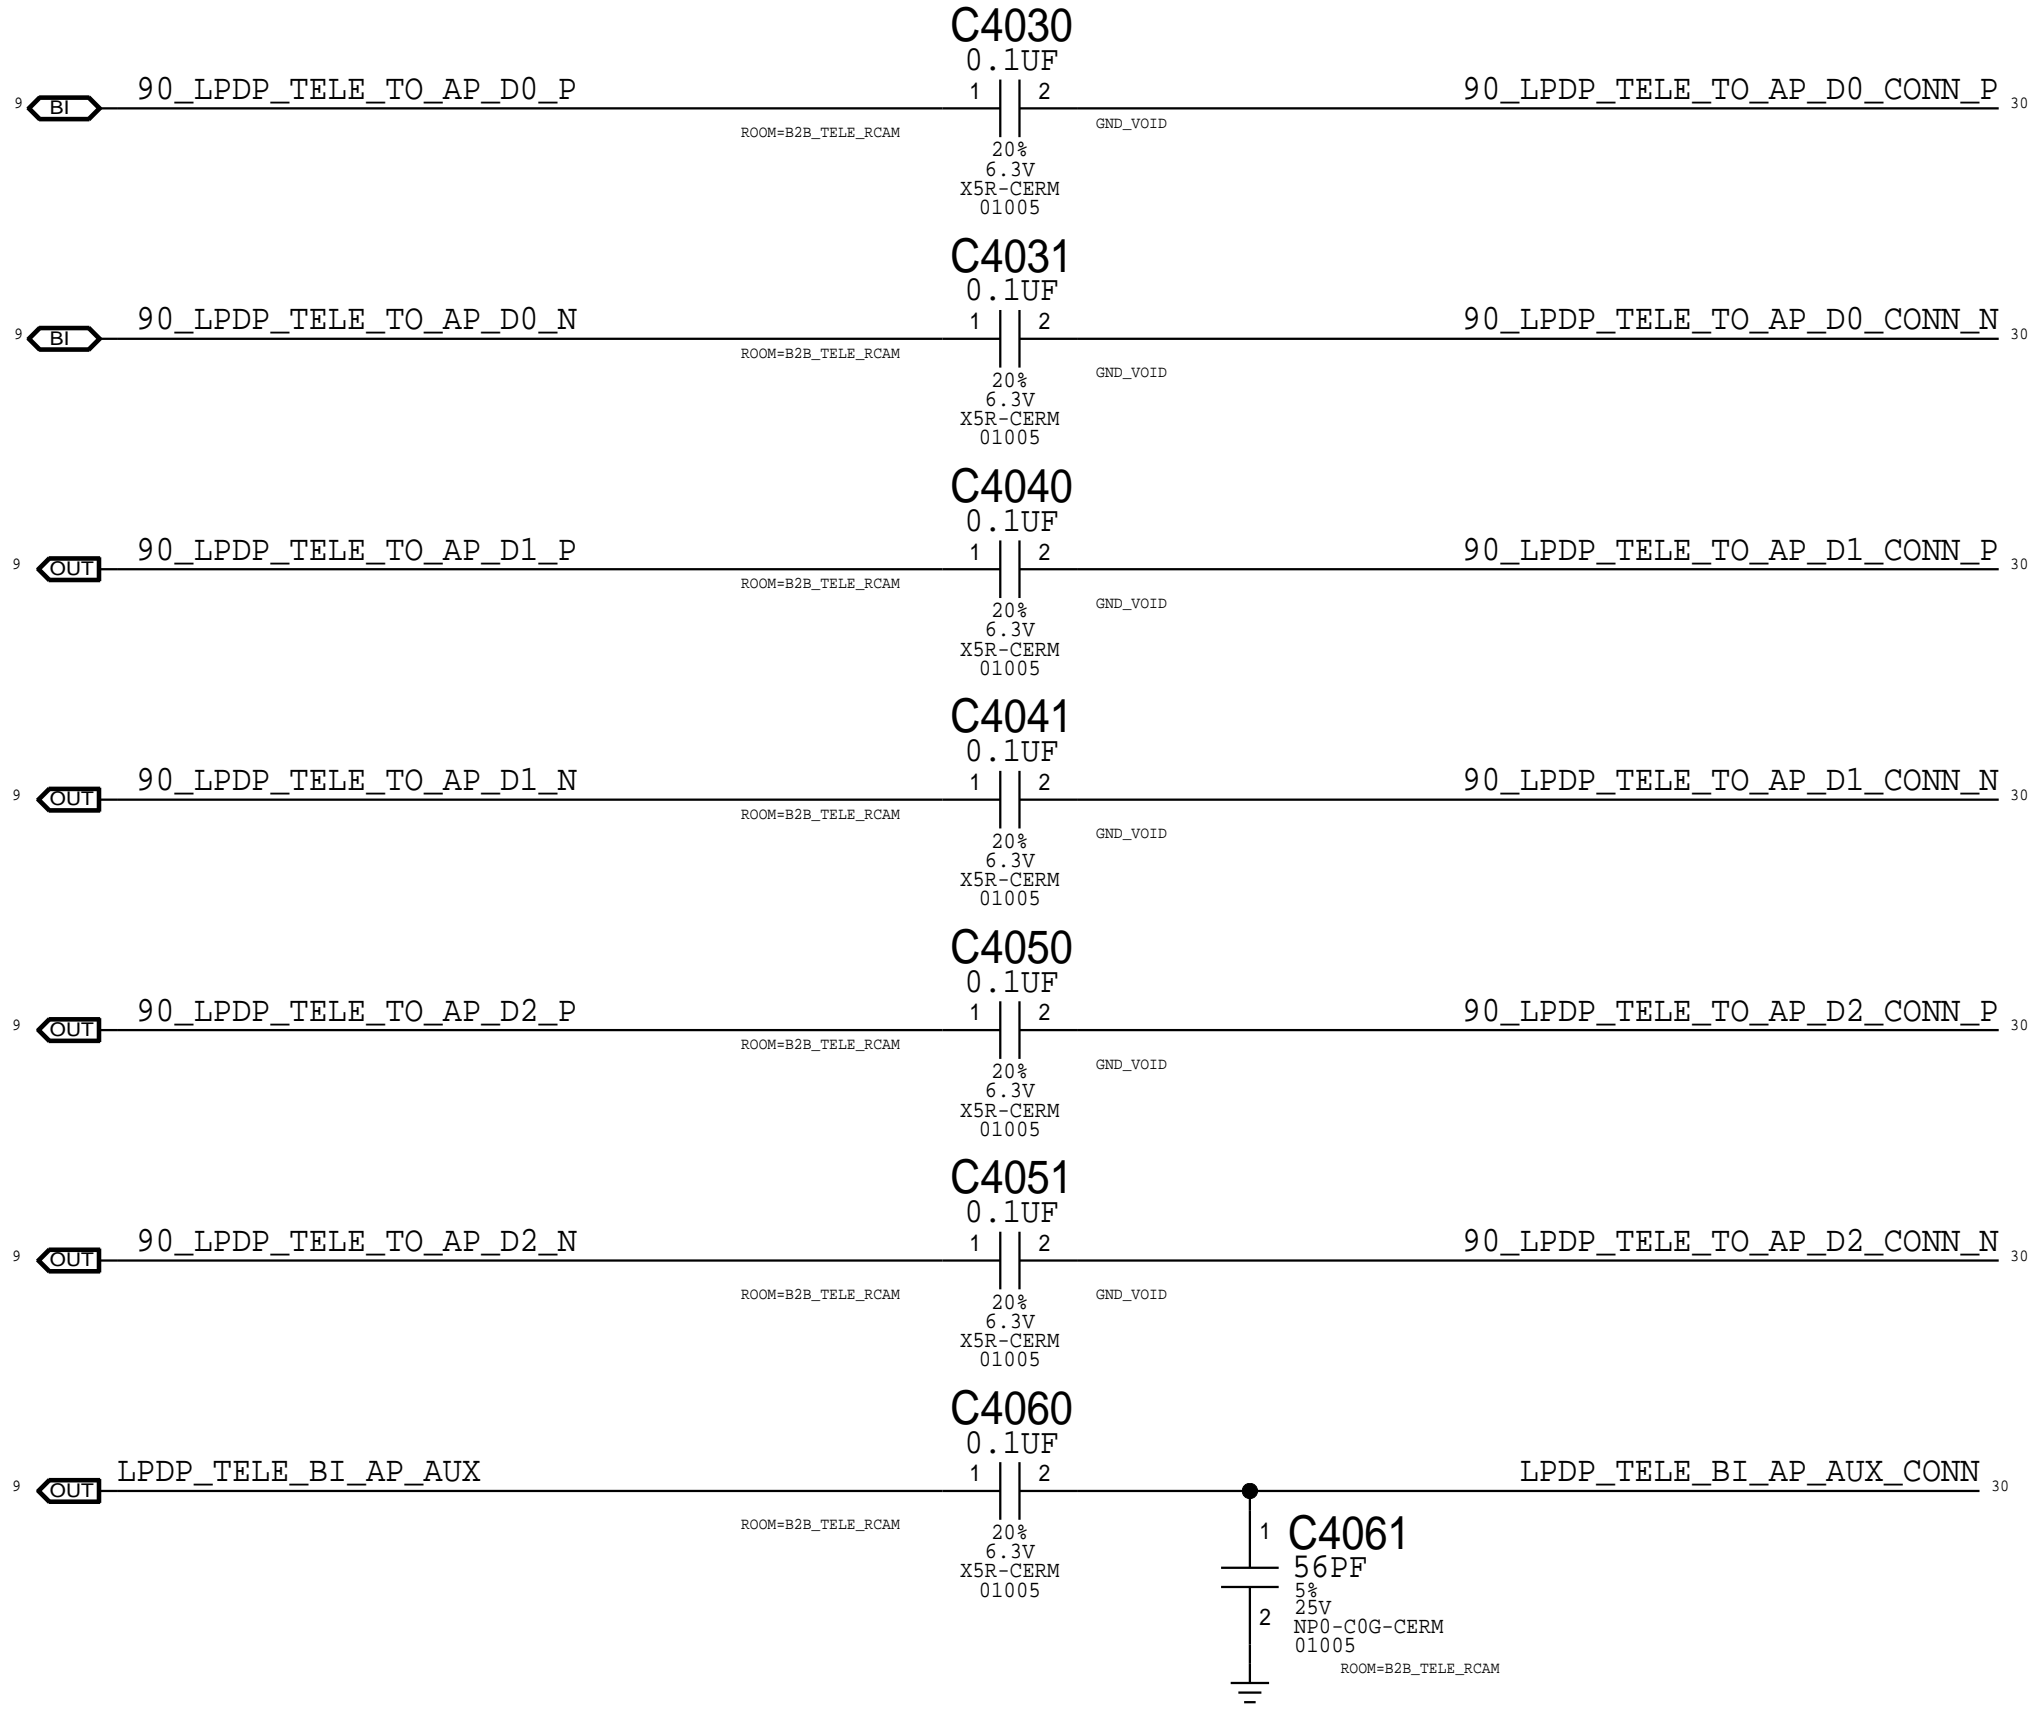 C4030
0.1UF
9 BI 90_LPDP_TELE_TO_AP_D0_P 1 2 90_LPDP_TELE_TO_AP_D0_CONN_P 30
ROOM=B2B_TELE_RCAM GND_VOID
20%
6.3V
X5R-CERM
01005
C4031
0.1UF
9 BI 90_LPDP_TELE_TO_AP_D0_N 1 2 90_LPDP_TELE_TO_AP_D0_CONN_N 30
ROOM=B2B_TELE_RCAM GND_VOID
20%
6.3V
X5R-CERM
01005
C4040
0.1UF
9 OUT 90_LPDP_TELE_TO_AP_D1_P 1 2 90_LPDP_TELE_TO_AP_D1_CONN_P 30
ROOM=B2B_TELE_RCAM GND_VOID
20%
6.3V
X5R-CERM
01005
C4041
0.1UF
9 OUT 90_LPDP_TELE_TO_AP_D1_N 1 2 90_LPDP_TELE_TO_AP_D1_CONN_N 30
ROOM=B2B_TELE_RCAM GND_VOID
20%
6.3V
X5R-CERM
01005
C4050
0.1UF
9 OUT 90_LPDP_TELE_TO_AP_D2_P 1 2 90_LPDP_TELE_TO_AP_D2_CONN_P 30
ROOM=B2B_TELE_RCAM GND_VOID
20%
6.3V
X5R-CERM
01005
C4051
0.1UF
9 OUT 90_LPDP_TELE_TO_AP_D2_N 1 2 90_LPDP_TELE_TO_AP_D2_CONN_N 30
ROOM=B2B_TELE_RCAM GND_VOID
20%
6.3V
X5R-CERM
01005
C4060
0.1UF
9 OUT LPDP_TELE_BI_AP_AUX 1 2 LPDP_TELE_BI_AP_AUX_CONN 30
ROOM=B2B_TELE_RCAM
20%
6.3V
X5R-CERM
01005
1 C4061
56PF
5%
25V
2 NP0-C0G-CERM
01005
ROOM=B2B_TELE_RCAM